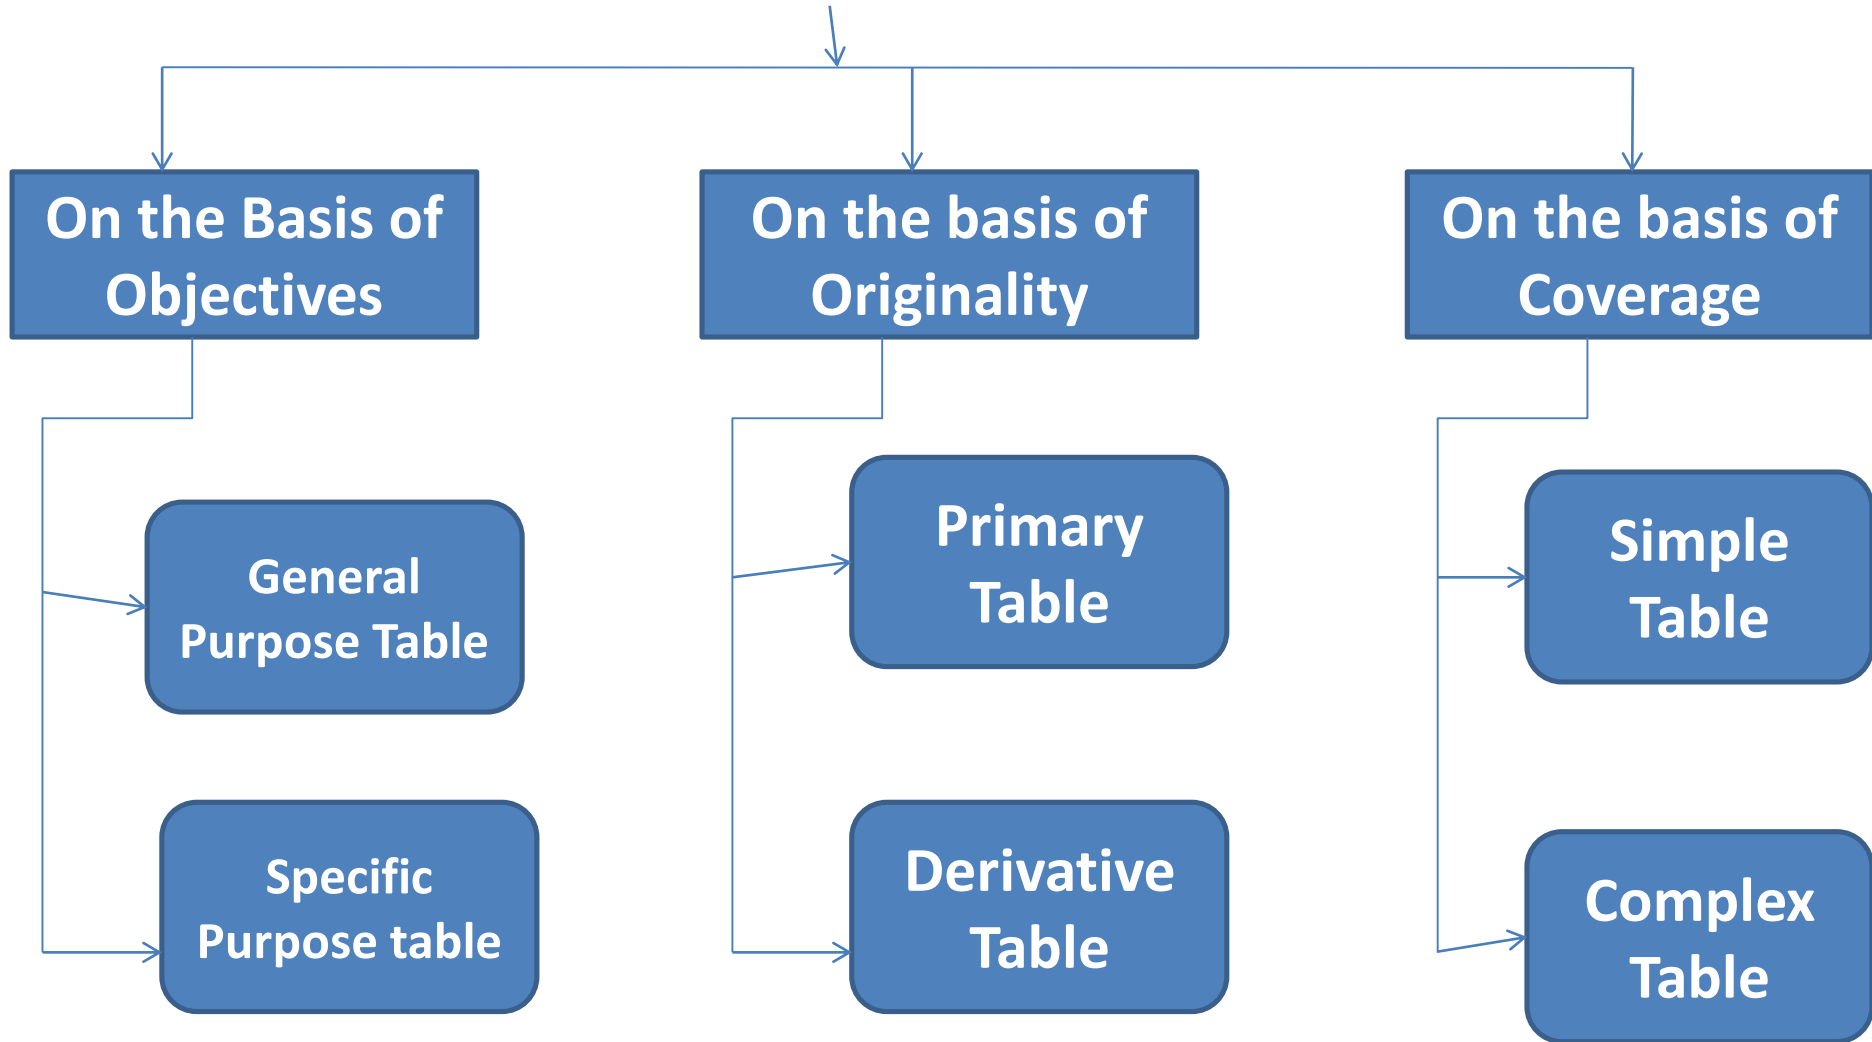 On the Basis of
Objectives
On the basis of
Originality
On the basis of
Coverage
General
Purpose Table
Specific
Purpose table
Primary
Table
Derivative
Table
Simple
Table
Complex
Table